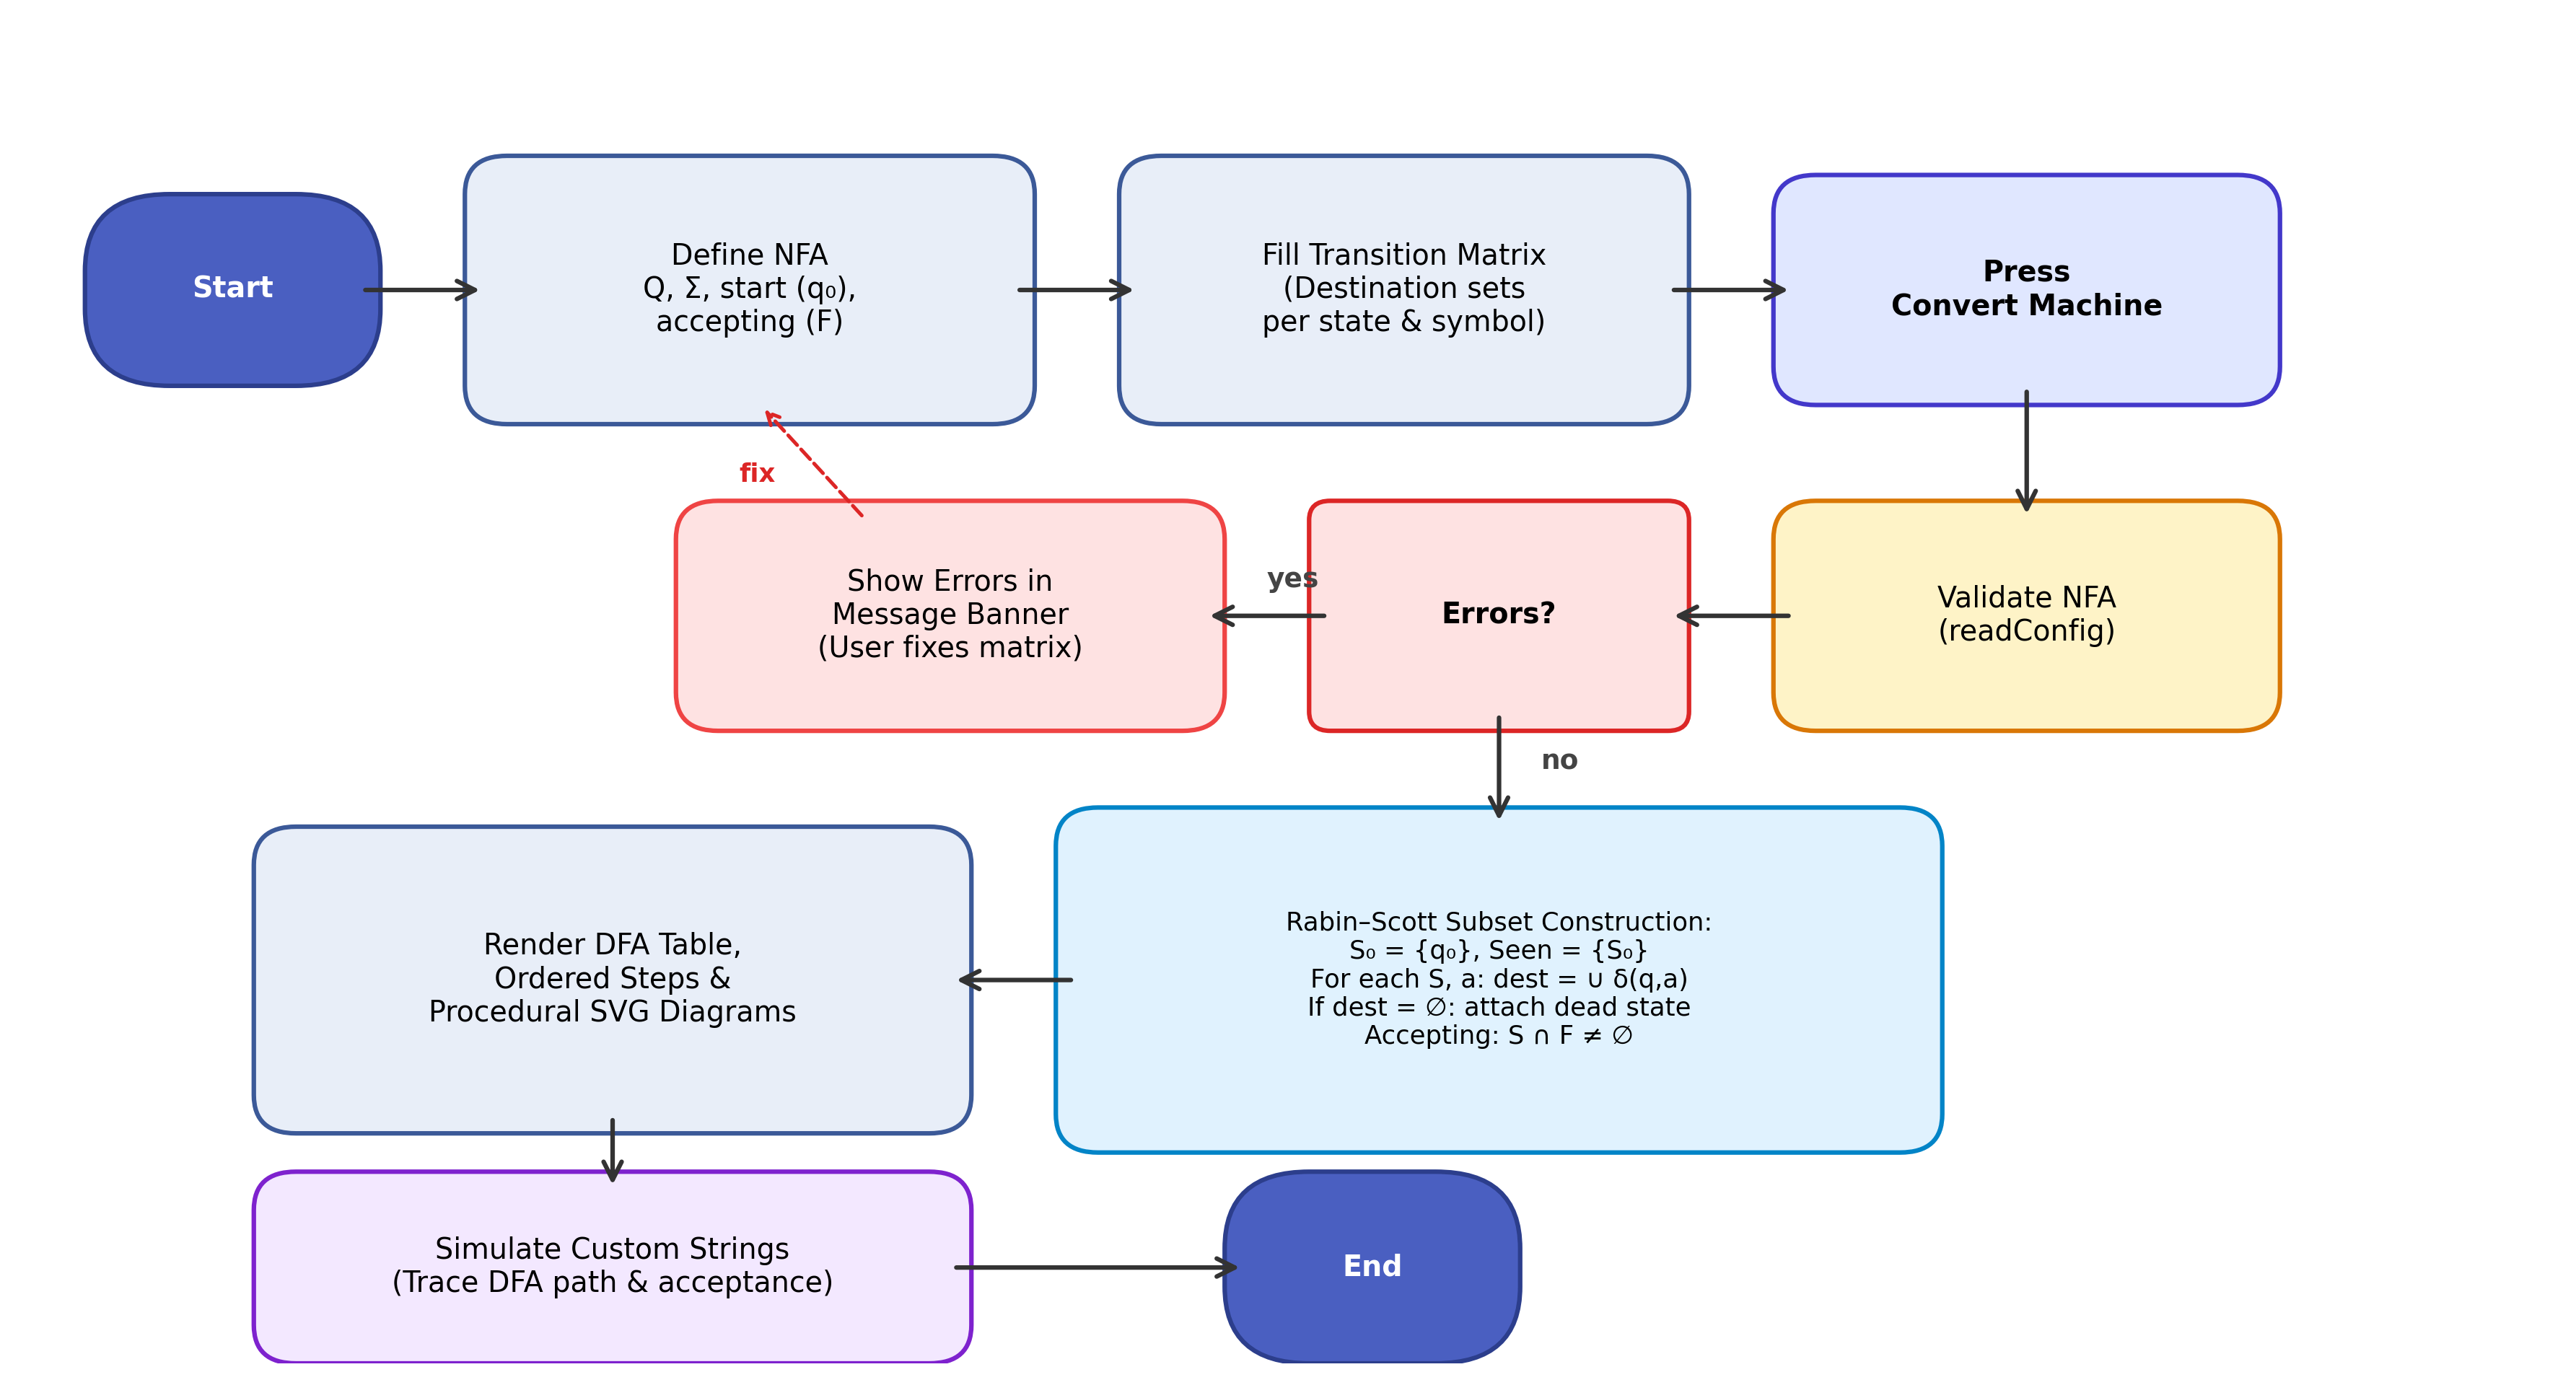 Start
Define NFA
Q, Σ, start (q₀),
accepting (F)
Fill Transition Matrix
(Destination sets
per state & symbol)
Press
Convert Machine
fix
Show Errors in
Message Banner
(User fixes matrix)
yes
Errors?
Validate NFA
(readConfig)
no
Render DFA Table,
Ordered Steps &
Procedural SVG Diagrams
Rabin–Scott Subset Construction:
S₀ = {q₀}, Seen = {S₀}
For each S, a: dest = ∪ δ(q,a)
If dest = ∅: attach dead state
Accepting: S ∩ F ≠ ∅
Simulate Custom Strings
(Trace DFA path & acceptance)
End